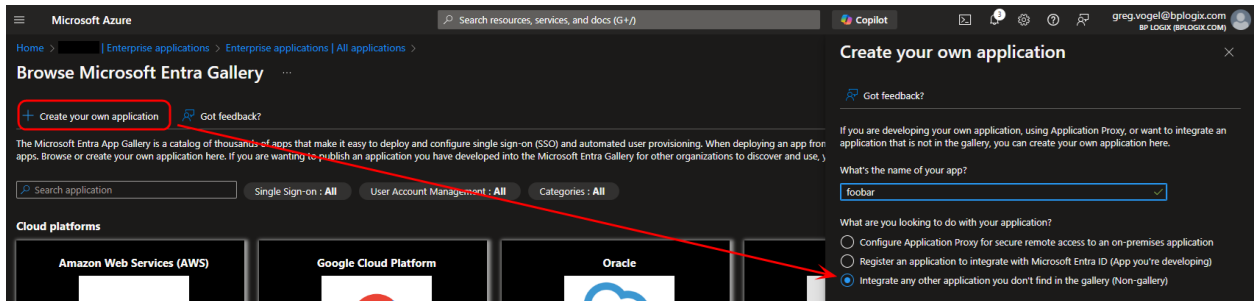 Microsoft Azure
Search resources, services, and docs (G+/)
Copilot
3
greg.vogel@bplogix.com
BP LOGIX (BPLOGIX.COM)
Home > | Enterprise applications > Enterprise applications | All applications >
Browse Microsoft Entra Gallery ...
+ Create your own application
Got feedback?
The Microsoft Entra App Gallery is a catalog of thousands of apps that make it easy to deploy and configure single sign-on (SSO) and automated user provisioning. When deploying an app from
apps. Browse or create your own application here. If you are wanting to publish an application you have developed into the Microsoft Entra Gallery for other organizations to discover and use,
Search application
Single Sign-on : All
User Account Management : All
Categories : All
Cloud platforms
Amazon Web Services (AWS)
Google Cloud Platform
Oracle
Create your own application
Got feedback?
If you are developing your own application, using Application Proxy, or want to integrate an
application that is not in the gallery, you can create your own application here.
What's the name of your app?
foobar
What are you looking to do with your application?
Configure Application Proxy for secure remote access to an on-premises application
Register an application to integrate with Microsoft Entra ID (App you're developing)
Integrate any other application you don't find in the gallery (Non-gallery)